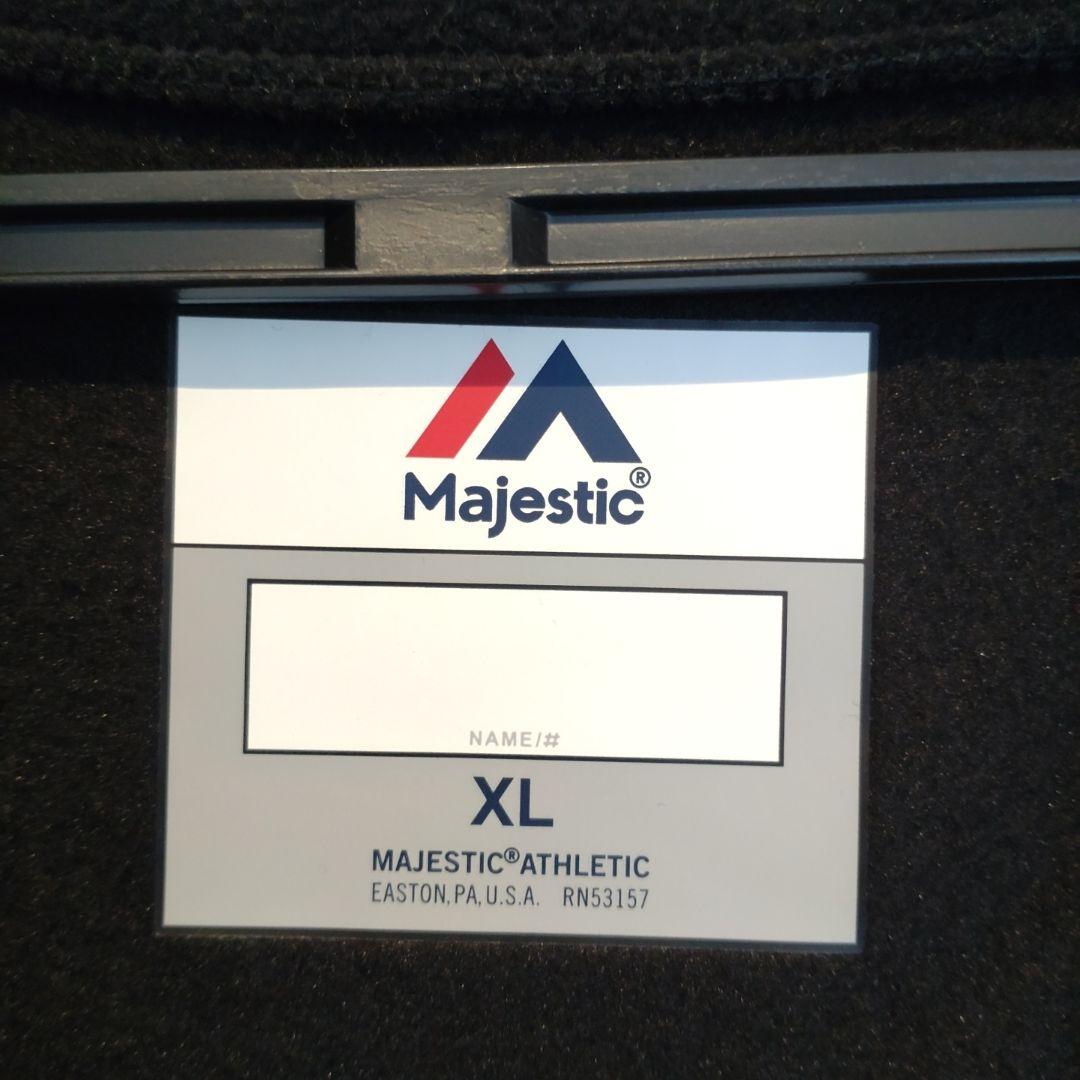 Majestic®
NAME/#
XL
MAJESTIC®ATHLETIC
EASTON, PA, U.S.A. RN53157